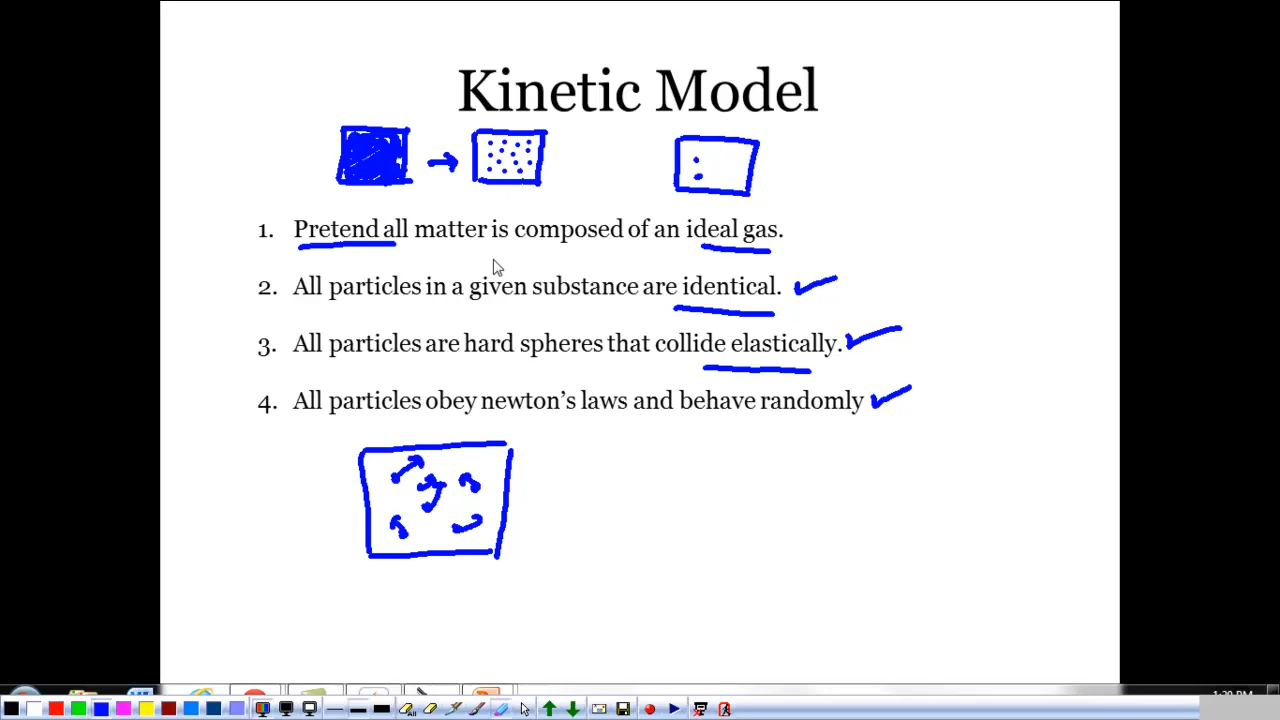 Kinetic Model
1. Pretend all matter is composed of an ideal gas.
2. All particles in a given substance are identical.
3. All particles are hard spheres that collide elastically.
4. All particles obey newton's laws and behave randomly